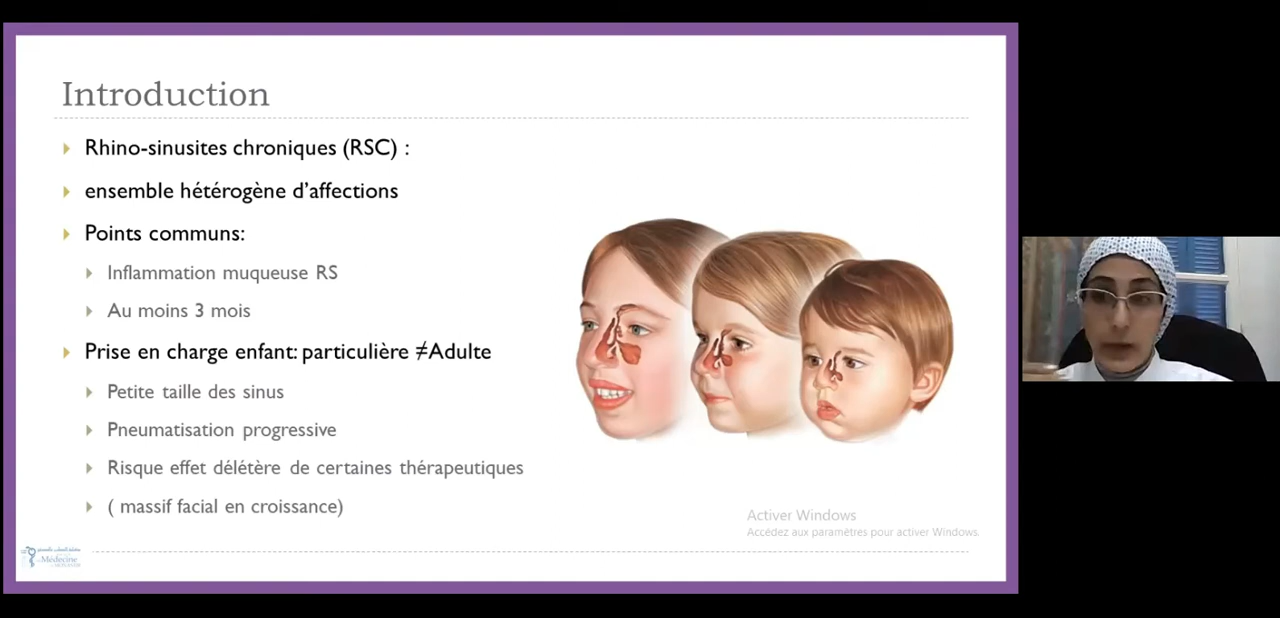 Introduction
Rhino-sinusites chroniques (RSC) :
ensemble hétérogène d'affections
Points communs:
Inflammation muqueuse RS
Au moins 3 mois
Prise en charge enfant: particulière ≠Adulte
Petite taille des sinus
Pneumatisation progressive
Risque effet délétère de certaines thérapeutiques
( massif facial en croissance)
Activer Windows
Accédez aux paramètres pour activer Windows.
Médecine